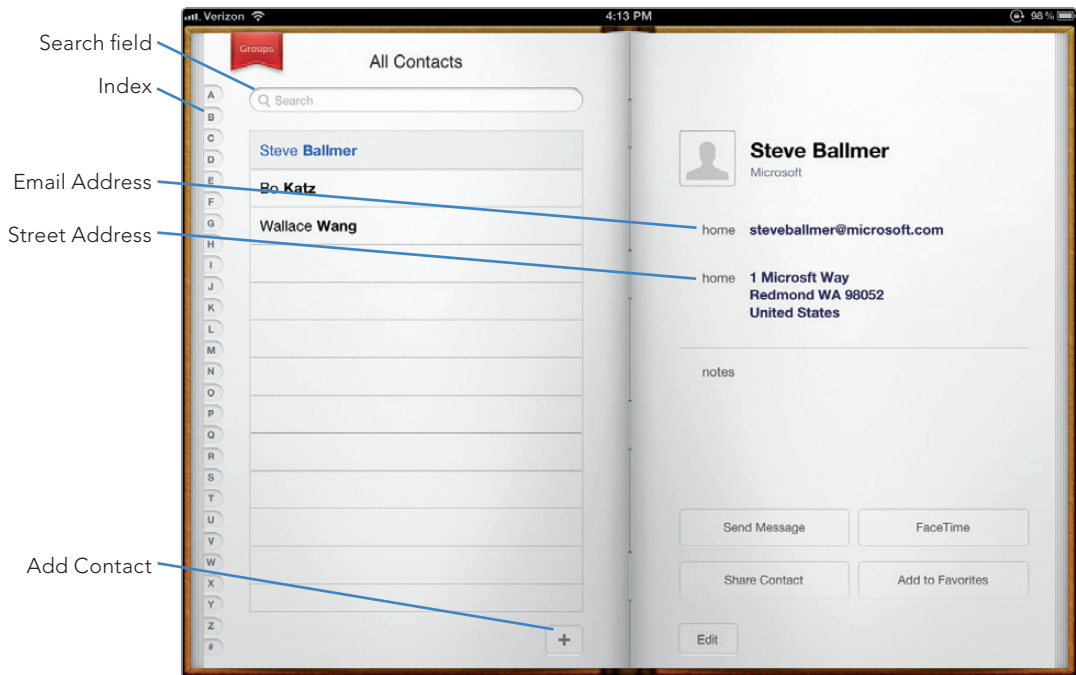 Verizon
4:13 PM
98%
Search field
Index
Email Address
Street Address
Add Contact
Groups
All Contacts
Search
A
B
C
D
E
F
G
H
I
J
K
L
M
N
O
P
Q
R
S
T
U
V
W
X
Y
Z
#
Steve Ballmer
Bo Katz
Wallace Wang
+
Steve Ballmer
Microsoft
home steveballmer@microsoft.com
home 1 Microsft Way
Redmond WA 98052
United States
notes
Send Message
FaceTime
Share Contact
Add to Favorites
Edit